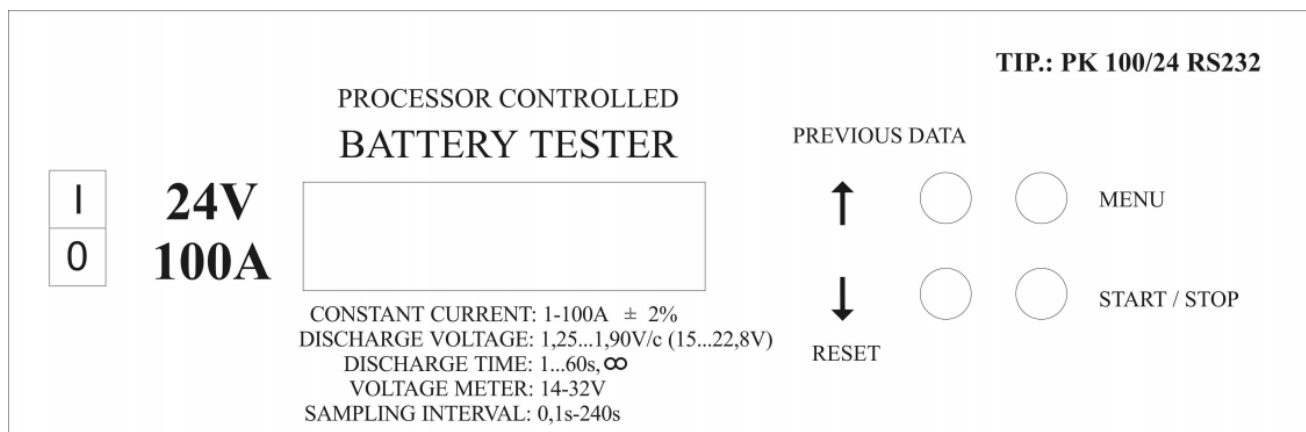 TIP.: PK 100/24 RS232
PROCESSOR CONTROLLED
BATTERY TESTER
PREVIOUS DATA
I
0
24V
100A
↑
MENU
↓
START / STOP
RESET
CONSTANT CURRENT: 1-100A ± 2%
DISCHARGE VOLTAGE: 1,25...1,90V/c (15...22,8V)
DISCHARGE TIME: 1...60s,∞
VOLTAGE METER: 14-32V
SAMPLING INTERVAL: 0,1s-240s